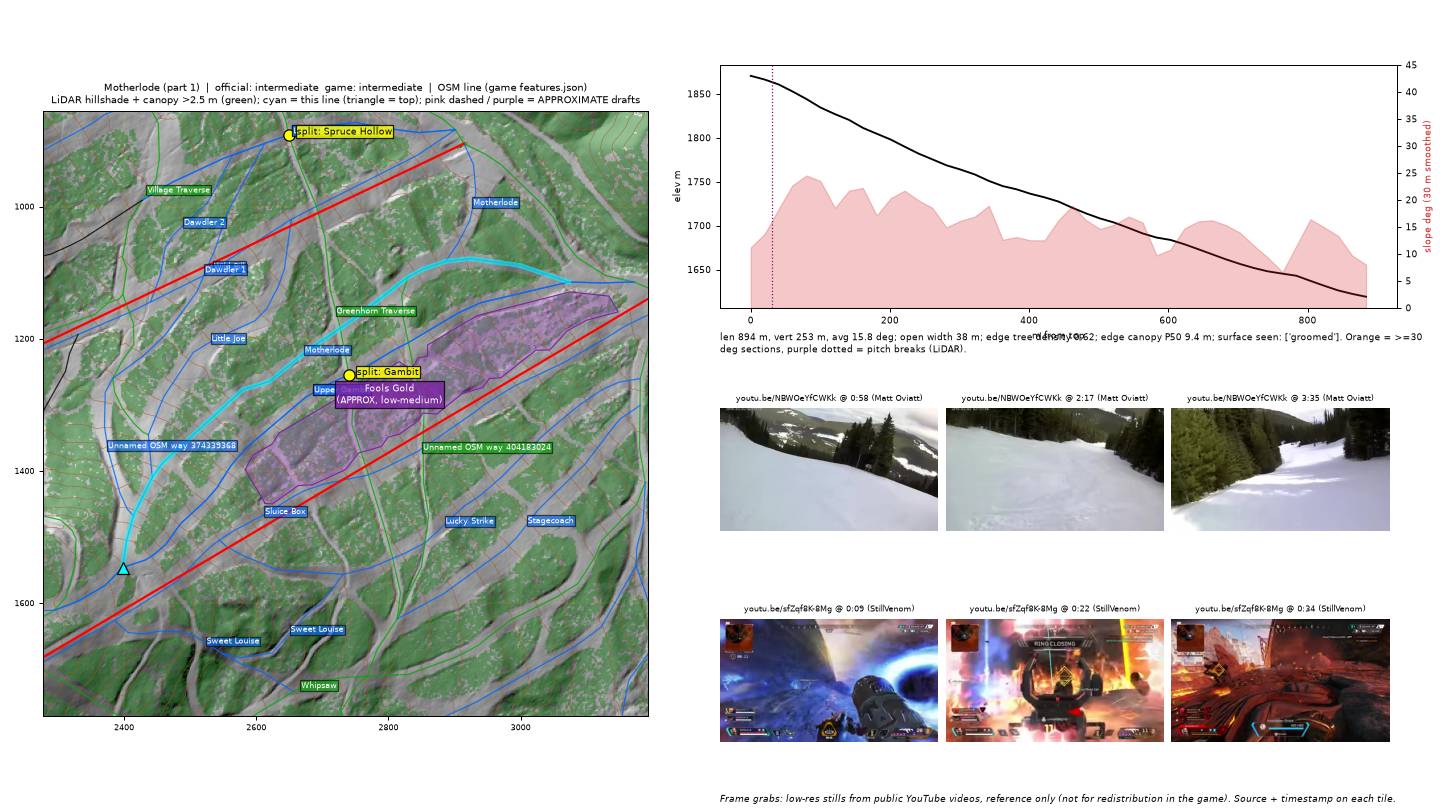 Motherlode (part 1) | official: intermediate game: intermediate | OSM line (game features.json)
LiDAR hillshade + canopy >2.5 m (green); cyan = this line (triangle = top); pink dashed / purple = APPROXIMATE drafts
split: Spruce Hollow
Village Traverse
Motherlode
Dawdler 2
Dawdler 1
Greenhorn Traverse
Little Joe
Motherlode
split: Gambit
Upper
Fools Gold
(APPROX, low-medium)
Unnamed OSM way 374339368
Unnamed OSM way 404183024
Sluice Box
Lucky Strike
Stagecoach
Sweet Louise
Sweet Louise
Whipsaw
1000
1200
1400
1600
2400
2600
2800
3000
elev m
1850
1800
1750
1700
1650
0
200
400
600
800
m from top
45
40
35
30
25
20
15
10
5
0
slope deg (30 m smoothed)
len 894 m, vert 253 m, avg 15.8 deg; open width 38 m; edge tree density 0.62; edge canopy P50 9.4 m; surface seen: ['groomed']. Orange = >=30
deg sections, purple dotted = pitch breaks (LiDAR).
youtu.be/NBWOeYfCWKk @ 0:58 (Matt Oviatt)
youtu.be/NBWOeYfCWKk @ 2:17 (Matt Oviatt)
youtu.be/NBWOeYfCWKk @ 3:35 (Matt Oviatt)
youtu.be/sfZqf8K-8Mg @ 0:09 (StillVenom)
youtu.be/sfZqf8K-8Mg @ 0:22 (StillVenom)
youtu.be/sfZqf8K-8Mg @ 0:34 (StillVenom)
RING CLOSING
Frame grabs: low-res stills from public YouTube videos, reference only (not for redistribution in the game). Source + timestamp on each tile.